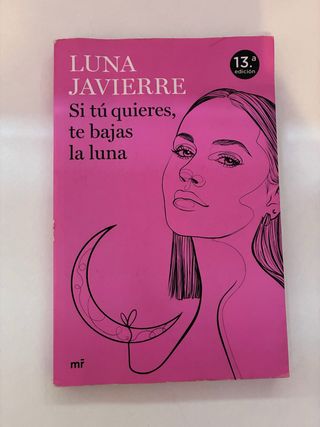 LUNA
JAVIERRE
13.ª
edición
Si tú quieres,
te bajas
la luna
mr